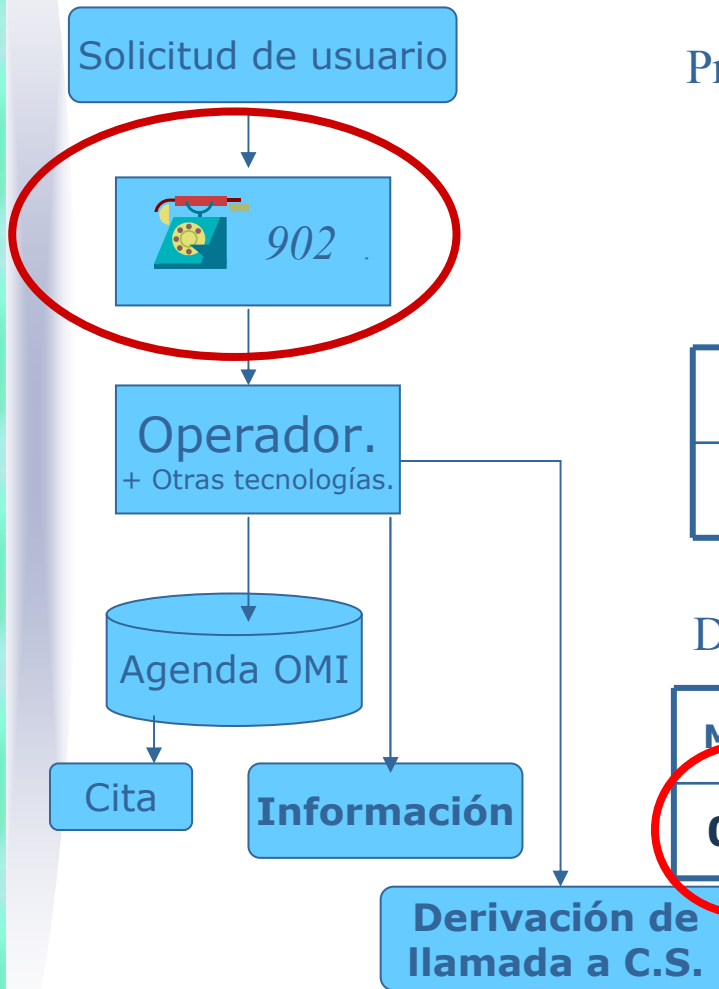 Solicitud de usuario
902 .
Operador.
+ Otras tecnologías.
Agenda OMI
Cita
Información
Derivación de
llamada a C.S.